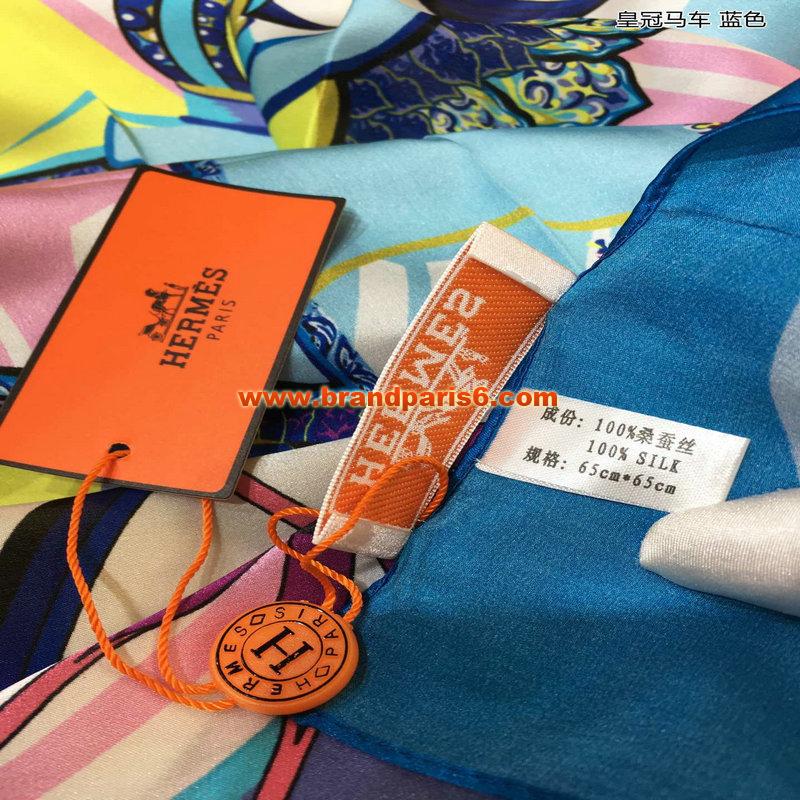 皇冠马车 蓝色
HERMÈS
PARIS
www.brandparis6.com
HERMES
成份: 100%桑蚕丝
100% SILK
规格: 65cm*65cm
HERMES PARIS
H